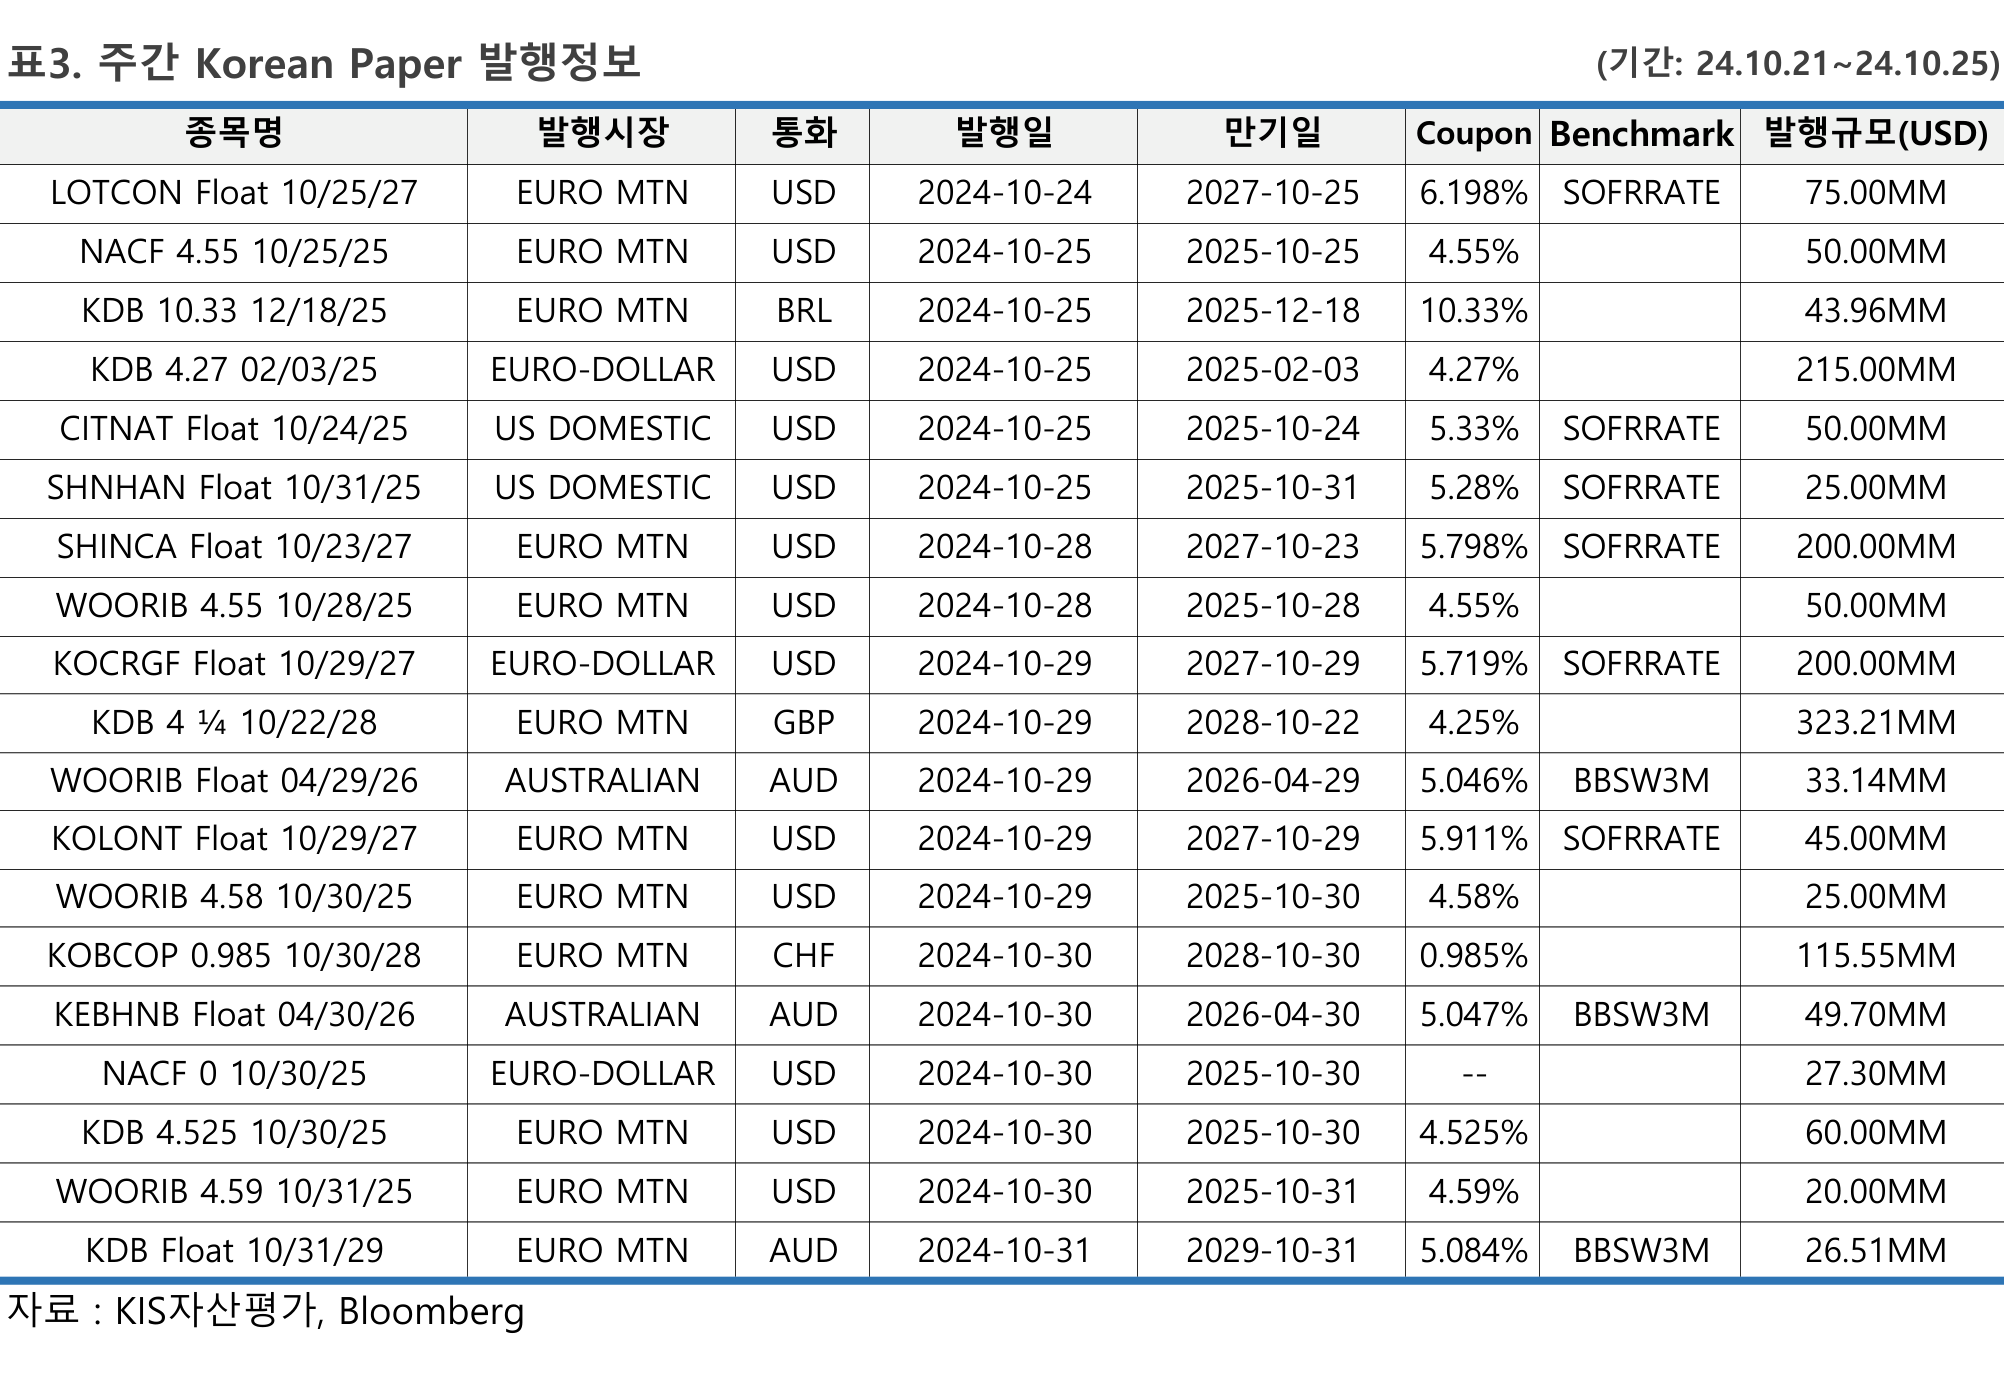 표3. 주간 Korean Paper 발행정보 (기간: 24.10.21~24.10.25)
종목명 발행시장 통화 발행일 만기일 Coupon Benchmark 발행규모(USD)
LOTCON Float 10/25/27 EURO MTN USD 2024-10-24 2027-10-25 6.198% SOFRRATE 75.00MM
NACF 4.55 10/25/25 EURO MTN USD 2024-10-25 2025-10-25 4.55% 50.00MM
KDB 10.33 12/18/25 EURO MTN BRL 2024-10-25 2025-12-18 10.33% 43.96MM
KDB 4.27 02/03/25 EURO-DOLLAR USD 2024-10-25 2025-02-03 4.27% 215.00MM
CITNAT Float 10/24/25 US DOMESTIC USD 2024-10-25 2025-10-24 5.33% SOFRRATE 50.00MM
SHNHAN Float 10/31/25 US DOMESTIC USD 2024-10-25 2025-10-31 5.28% SOFRRATE 25.00MM
SHINCA Float 10/23/27 EURO MTN USD 2024-10-28 2027-10-23 5.798% SOFRRATE 200.00MM
WOORIB 4.55 10/28/25 EURO MTN USD 2024-10-28 2025-10-28 4.55% 50.00MM
KOCRGF Float 10/29/27 EURO-DOLLAR USD 2024-10-29 2027-10-29 5.719% SOFRRATE 200.00MM
KDB 4 ¼ 10/22/28 EURO MTN GBP 2024-10-29 2028-10-22 4.25% 323.21MM
WOORIB Float 04/29/26 AUSTRALIAN AUD 2024-10-29 2026-04-29 5.046% BBSW3M 33.14MM
KOLONT Float 10/29/27 EURO MTN USD 2024-10-29 2027-10-29 5.911% SOFRRATE 45.00MM
WOORIB 4.58 10/30/25 EURO MTN USD 2024-10-29 2025-10-30 4.58% 25.00MM
KOBCOP 0.985 10/30/28 EURO MTN CHF 2024-10-30 2028-10-30 0.985% 115.55MM
KEBHNB Float 04/30/26 AUSTRALIAN AUD 2024-10-30 2026-04-30 5.047% BBSW3M 49.70MM
NACF 0 10/30/25 EURO-DOLLAR USD 2024-10-30 2025-10-30 -- 27.30MM
KDB 4.525 10/30/25 EURO MTN USD 2024-10-30 2025-10-30 4.525% 60.00MM
WOORIB 4.59 10/31/25 EURO MTN USD 2024-10-30 2025-10-31 4.59% 20.00MM
KDB Float 10/31/29 EURO MTN AUD 2024-10-31 2029-10-31 5.084% BBSW3M 26.51MM
자료 : KIS자산평가, Bloomberg